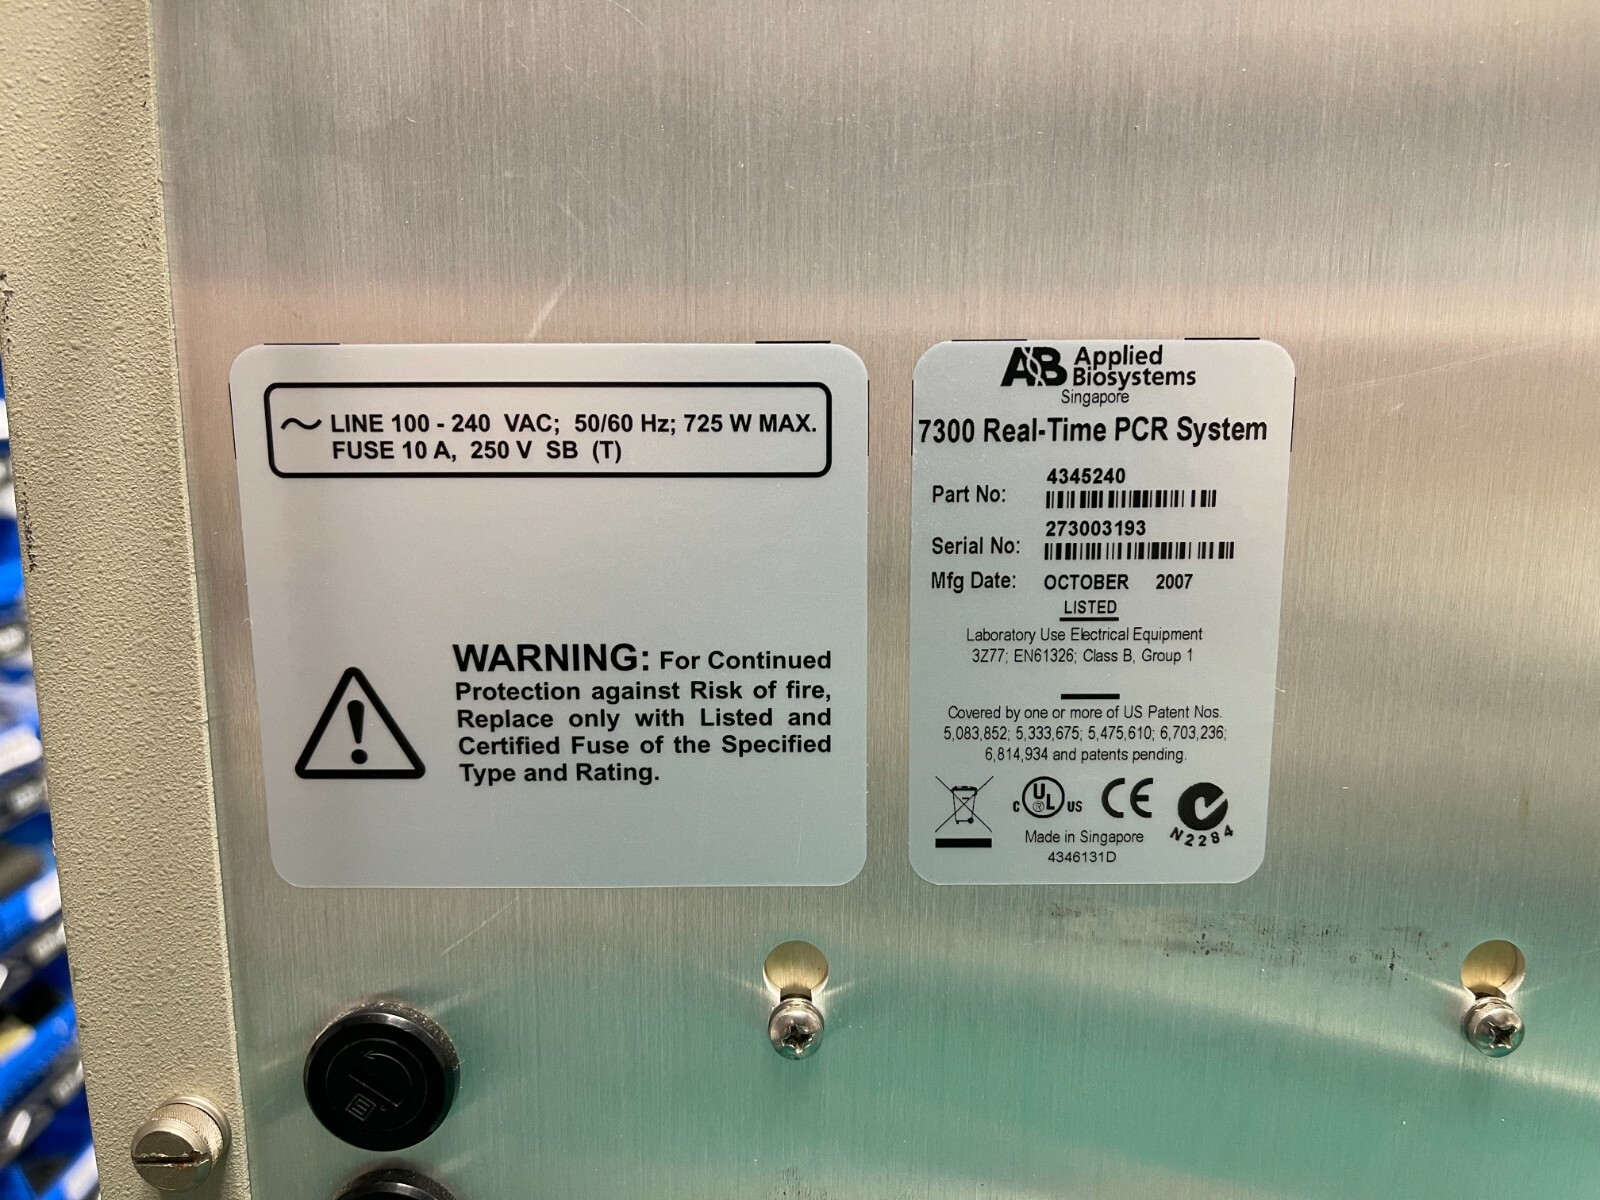 ~ LINE 100 - 240 VAC; 50/60 Hz; 725 W MAX.
FUSE 10 A, 250 V SB (T)
WARNING: For Continued
Protection against Risk of fire,
Replace only with Listed and
Certified Fuse of the Specified
Type and Rating.
AB Applied
Biosystems
Singapore
7300 Real-Time PCR System
4345240
Part No:
273003193
Serial No:
Mfg Date: OCTOBER 2007
LISTED
Laboratory Use Electrical Equipment
3Z77; EN61326; Class B, Group 1
Covered by one or more of US Patent Nos.
5,083,852; 5,333,675; 5,475,610; 6,703,236;
6,814,934 and patents pending.
C UL ® US CE
N2284
Made in Singapore
4346131D